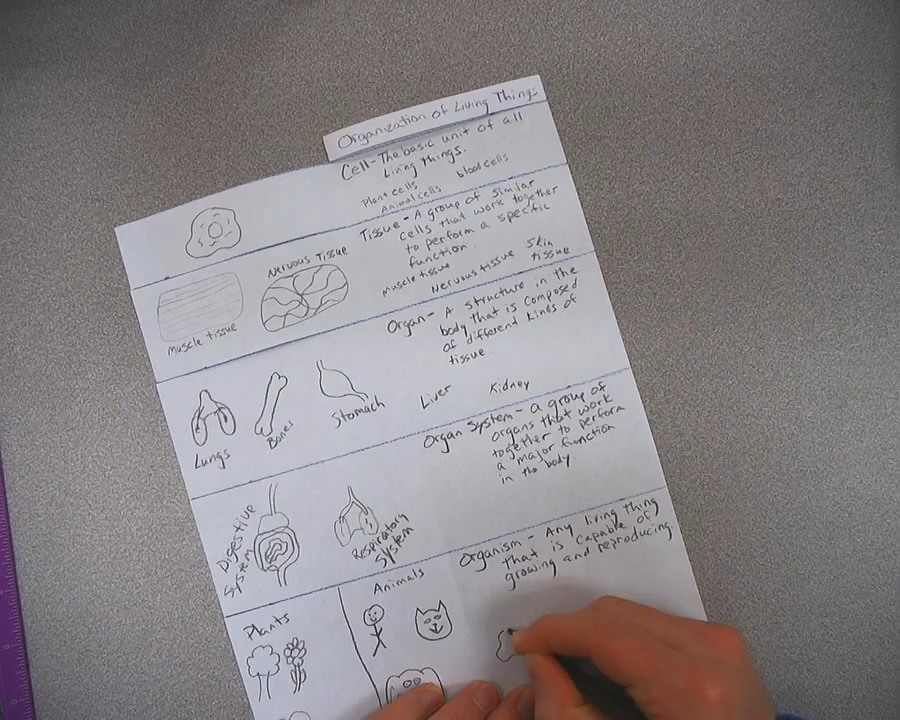 Organization of Living Things
Cell - The basic unit of all
Living things.
Plant cells
Animal cells
blood cells
Tissue - A group of similar
cells that work together
to perform a specific
function.
Muscle tissue
Nervous tissue
Skin
tissue
Nervous Tissue
Muscle tissue
Organ - A structure in the
body that is composed
of different kinds of
tissue.
Lungs
Bones
Stomach
Liver
Kidney
Organ System - a group of
organs that work
together to perform
a major function
in the body.
Digestive
System
Respiratory
System
Organism - Any living thing
that is capable of
growing and reproducing
Plants
Animals